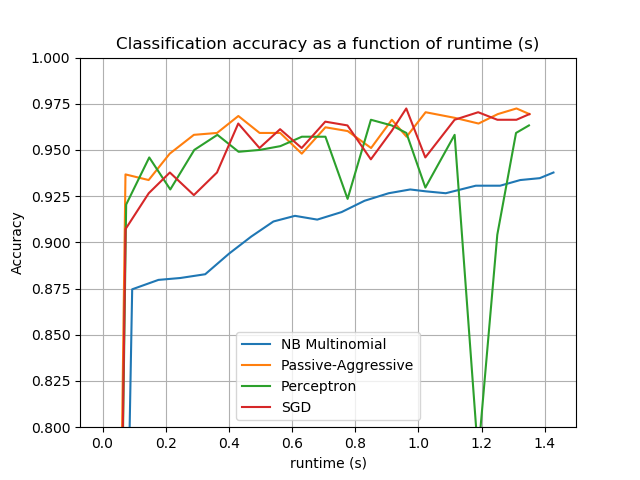 Classification accuracy as a function of runtime (s)
1.000
0.975
0.950
0.925
0.900
0.875
0.850
0.825
0.800
Accuracy
NB Multinomial
Passive-Aggressive
Perceptron
SGD
0.0 0.2 0.4 0.6 0.8 1.0 1.2 1.4
runtime (s)